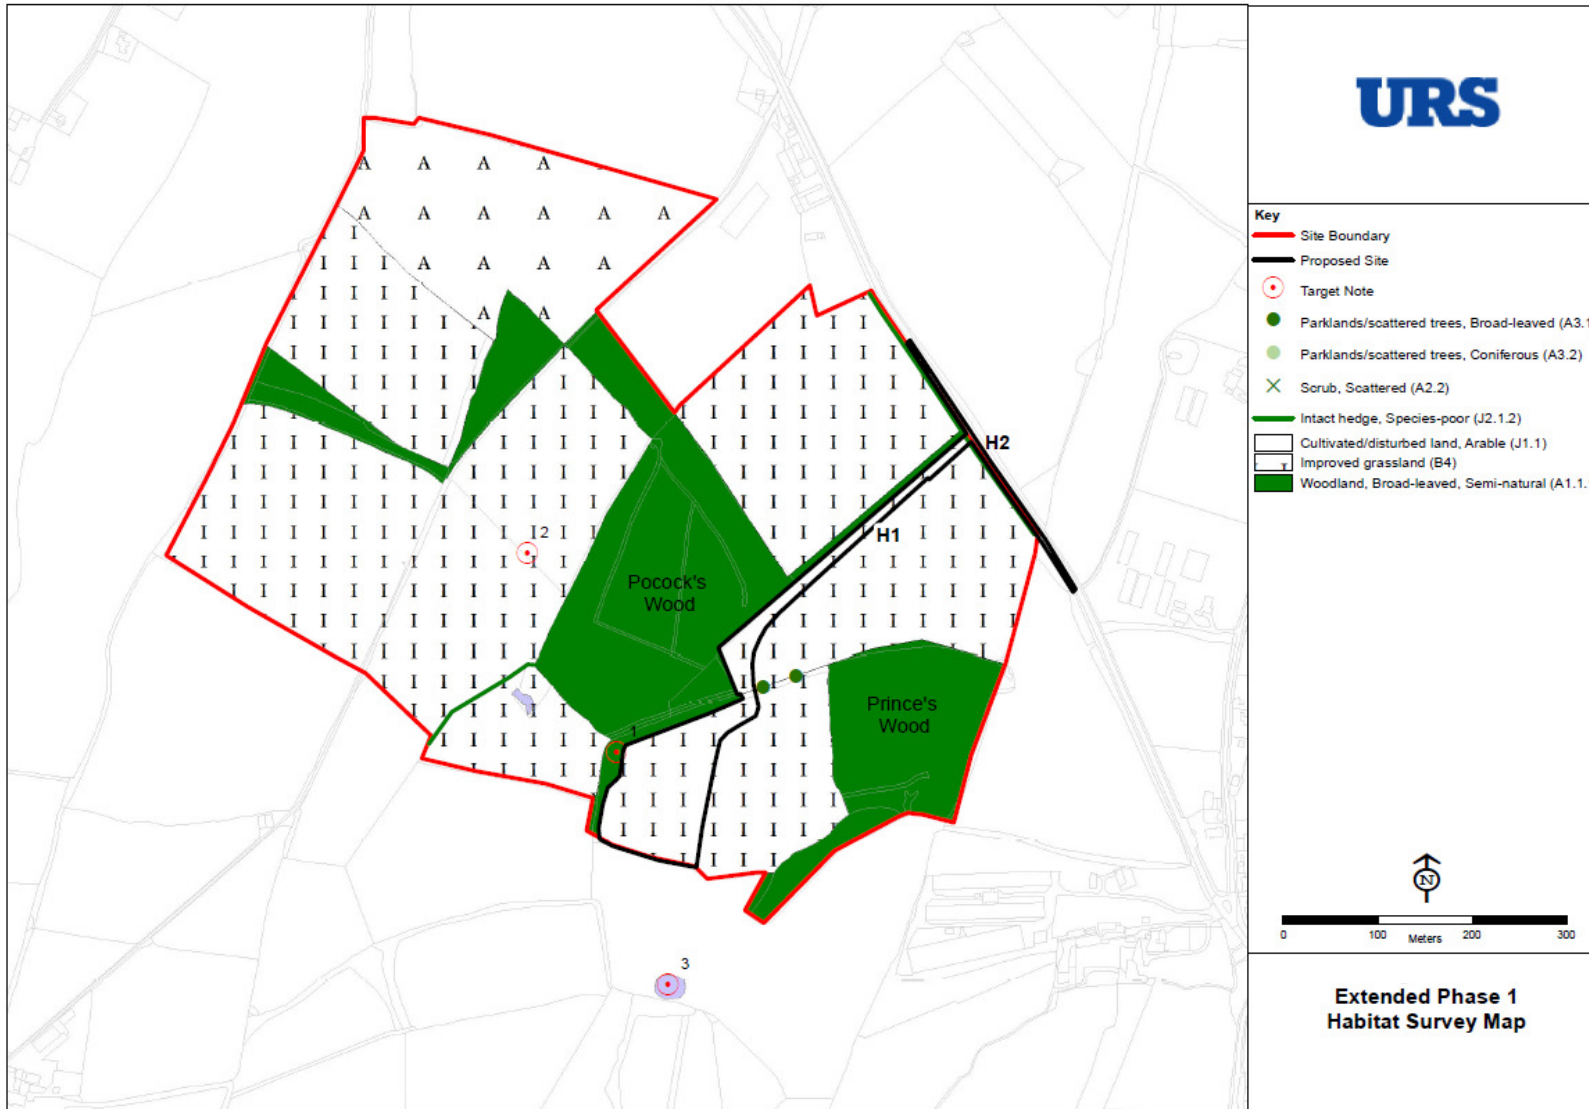 URS
Key
Site Boundary
Proposed Site
Target Note
Parklands/scattered trees, Broad-leaved (A3.1
Parklands/scattered trees, Coniferous (A3.2)
Scrub, Scattered (A2.2)
Intact hedge, Species-poor (J2.1.2)
Cultivated/disturbed land, Arable (J1.1)
Improved grassland (B4)
Woodland, Broad-leaved, Semi-natural (A1.1.
H2
H1
2
Pocock's
Wood
Prince's
Wood
1
3
N
0 100 200 300
Meters
Extended Phase 1
Habitat Survey Map